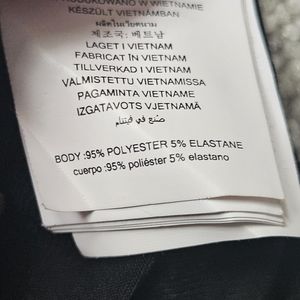 WYPRODUKOWANO W WIETNAMIE
KÉSZÜLT VIETNÁMBAN
ผลิตในเวียดนาม
제조국: 베트남
LAGET I VIETNAM
FABRICAT ÎN VIETNAM
TILLVERKAD I VIETNAM
VALMISTETTU VIETNAMISSA
PAGAMINTA VIETNAME
IZGATAVOTS VJETNAMĀ
صنع في فيتنام
BODY :95% POLYESTER 5% ELASTANE
cuerpo :95% poliéster 5% elastano